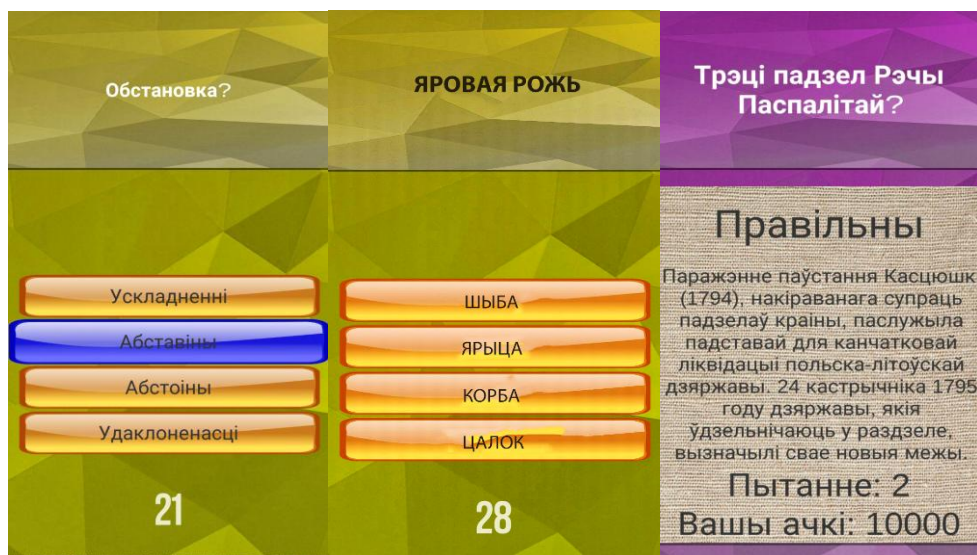 Обстановка?
Ускладненні
Абставіны
Абстоіны
Удаклоненасці
21
ЯРОВАЯ РОЖЬ
ШЫБА
ЯРЫЦА
КОРБА
ЦАЛОК
28
Трэці падзел Рэчы
Паспалітай?
Правільны
Паражэнне паўстання Касцюшк
(1794), накіраванага супраць
падзелаў краіны, паслужыла
падставай для канчатковай
ліквідацыі польска-літоўскай
дзяржавы. 24 кастрычніка 1795
году дзяржавы, якія
ўдзельнічаюць у раздзеле,
вызначылі свае новыя межы.
Пытанне: 2
Вашы ачкі: 10000